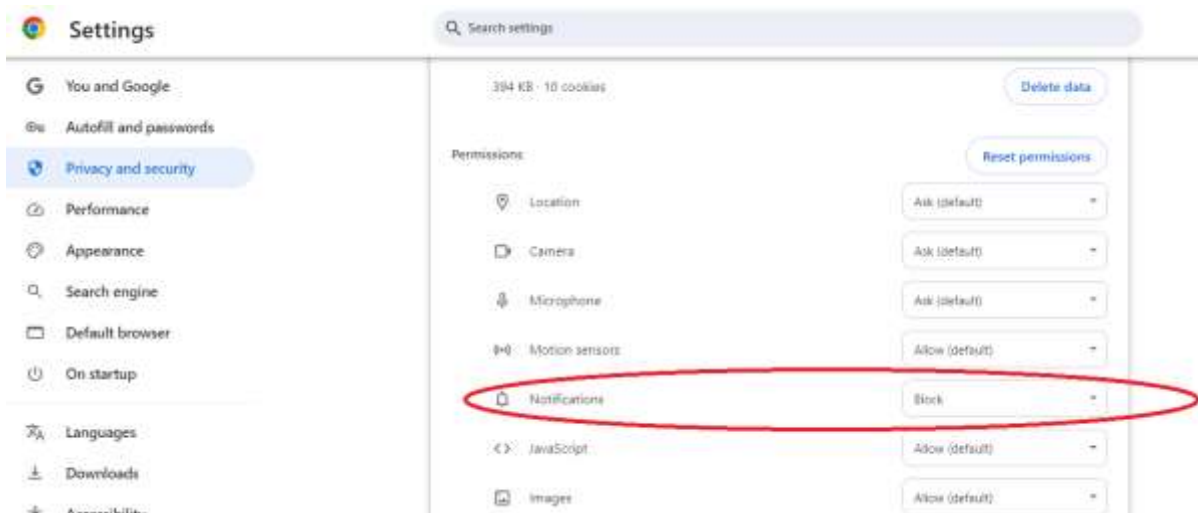 Settings
Search settings
You and Google
Autofill and passwords
Privacy and security
Performance
Appearance
Search engine
Default browser
On startup
Languages
Downloads
Accessibility
394 KB · 10 cookies
Delete data
Permissions
Reset permissions
Location
Ask (default)
Camera
Ask (default)
Microphone
Ask (default)
Motion sensors
Allow (default)
Notifications
Block
JavaScript
Allow (default)
Images
Allow (default)